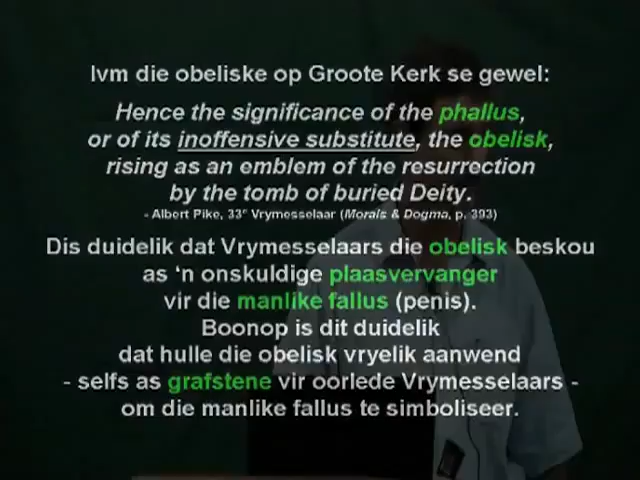 Ivm die obeliske op Groote Kerk se gewel:
Hence the significance of the phallus,
or of its inoffensive substitute, the obelisk,
rising as an emblem of the resurrection
by the tomb of buried Deity.
- Albert Pike, 33° Vrymesselaar (Morals & Dogma, p. 393)
Dis duidelik dat Vrymesselaars die obelisk beskou
as 'n onskuldige plaasvervanger
vir die manlike fallus (penis).
Boonop is dit duidelik
dat hulle die obelisk vryelik aanwend
- selfs as grafstene vir oorlede Vrymesselaars -
om die manlike fallus te simboliseer.